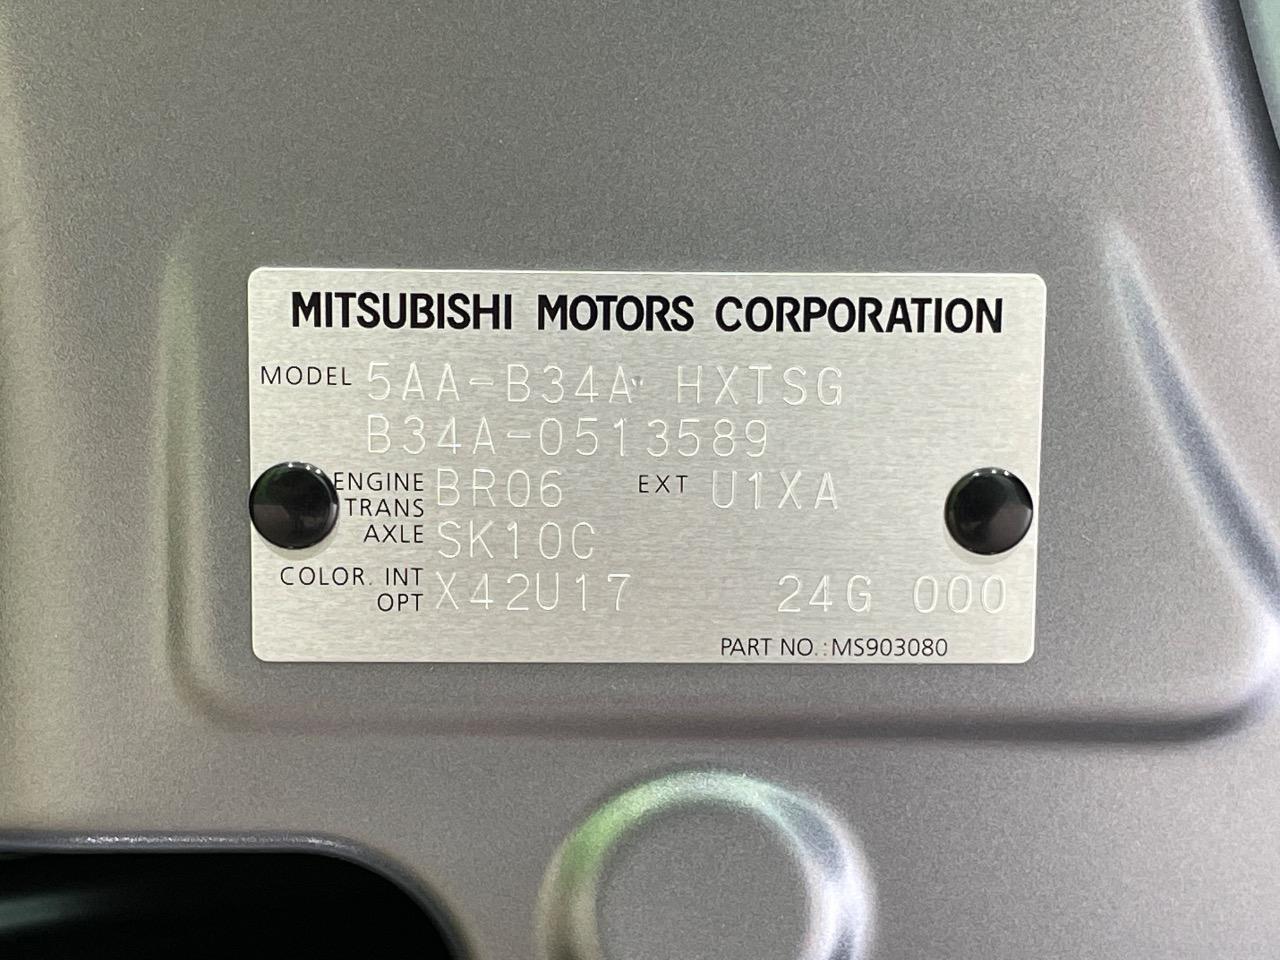 MITSUBISHI MOTORS CORPORATION
MODEL 5AA-B34A HXTSG
B34A-0513589
ENGINE BR06 EXT U1XA
TRANS
AXLE SK10C
COLOR. INT
OPT X42U17 24G 000
PART NO.:MS903080